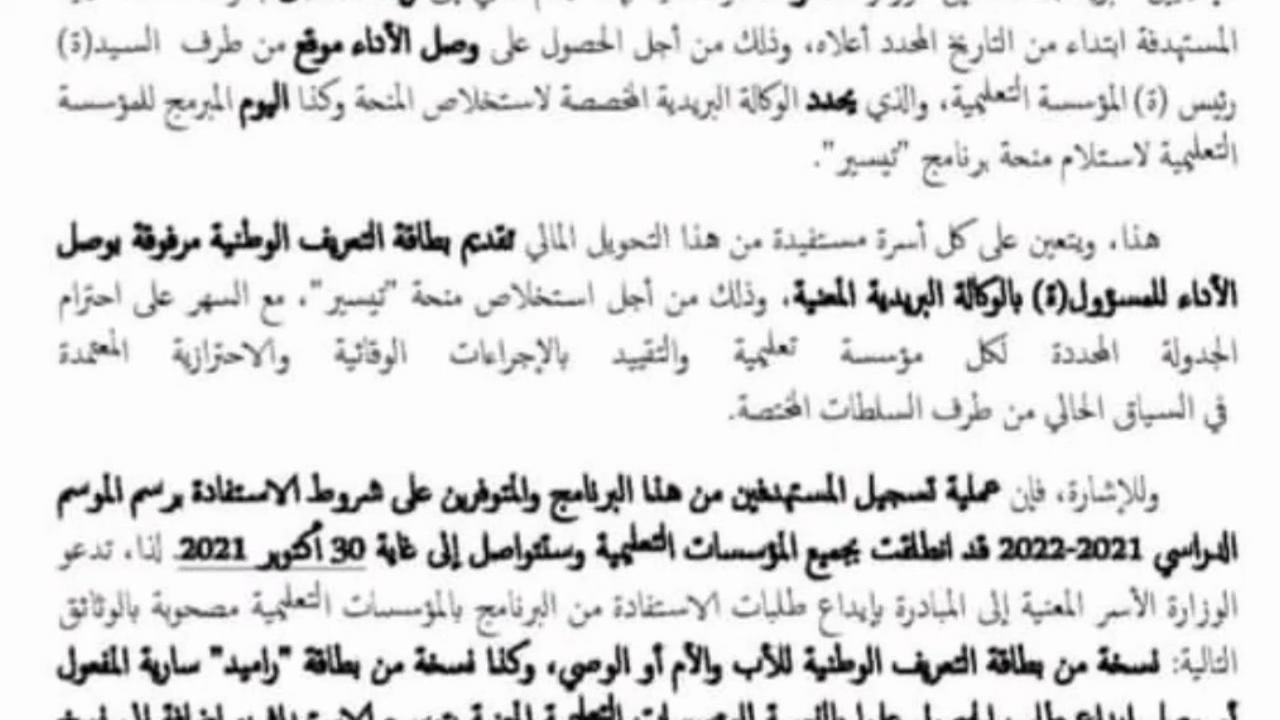 المستهدفة ابتداء من التاريخ المحدد أعلاه، وذلك من أجل الحصول على وصل الأداء موقع من طرف السيد(ة)
رئيس (ة) المؤسسة التعليمية، والذي يحدد الوكالة البريدية المخصصة لاستخلاص المنحة وكذا اليوم المبرمج للمؤسسة
التعليمية لاستلام منحة برنامج "تيسير".
هذا، ويتعين على كل أسرة مستفيدة من هذا التحويل المالي تقديم بطاقة التعريف الوطنية مرفوقة بوصل
الأداء للمسؤول(ة) بالوكالة البريدية المعنية، وذلك من أجل استخلاص منحة "تيسير"، مع السهر على احترام
الجدولة المحددة لكل مؤسسة تعليمية والتقييد بالإجراءات الوقائية والاحترازية المعتمدة
في السياق الحالي من طرف السلطات المختصة.
وللإشارة، فإن عملية تسجيل المستهدفين من هذا البرنامج والمتوفرين على شروط الاستفادة برسم الموسم
الدراسي 2021-2022 قد انطلقت بجميع المؤسسات التعليمية وستتواصل إلى غاية 30 أكتوبر 2021. لذا، تدعو
الوزارة الأسر المعنية إلى المبادرة بإيداع طلبات الاستفادة من البرنامج بالمؤسسات التعليمية مصحوبة بالوثائق
التالية: نسخة من بطاقة التعريف الوطنية للأب والأم أو الوصي، وكذا نسخة من بطاقة "راميد" سارية المفعول